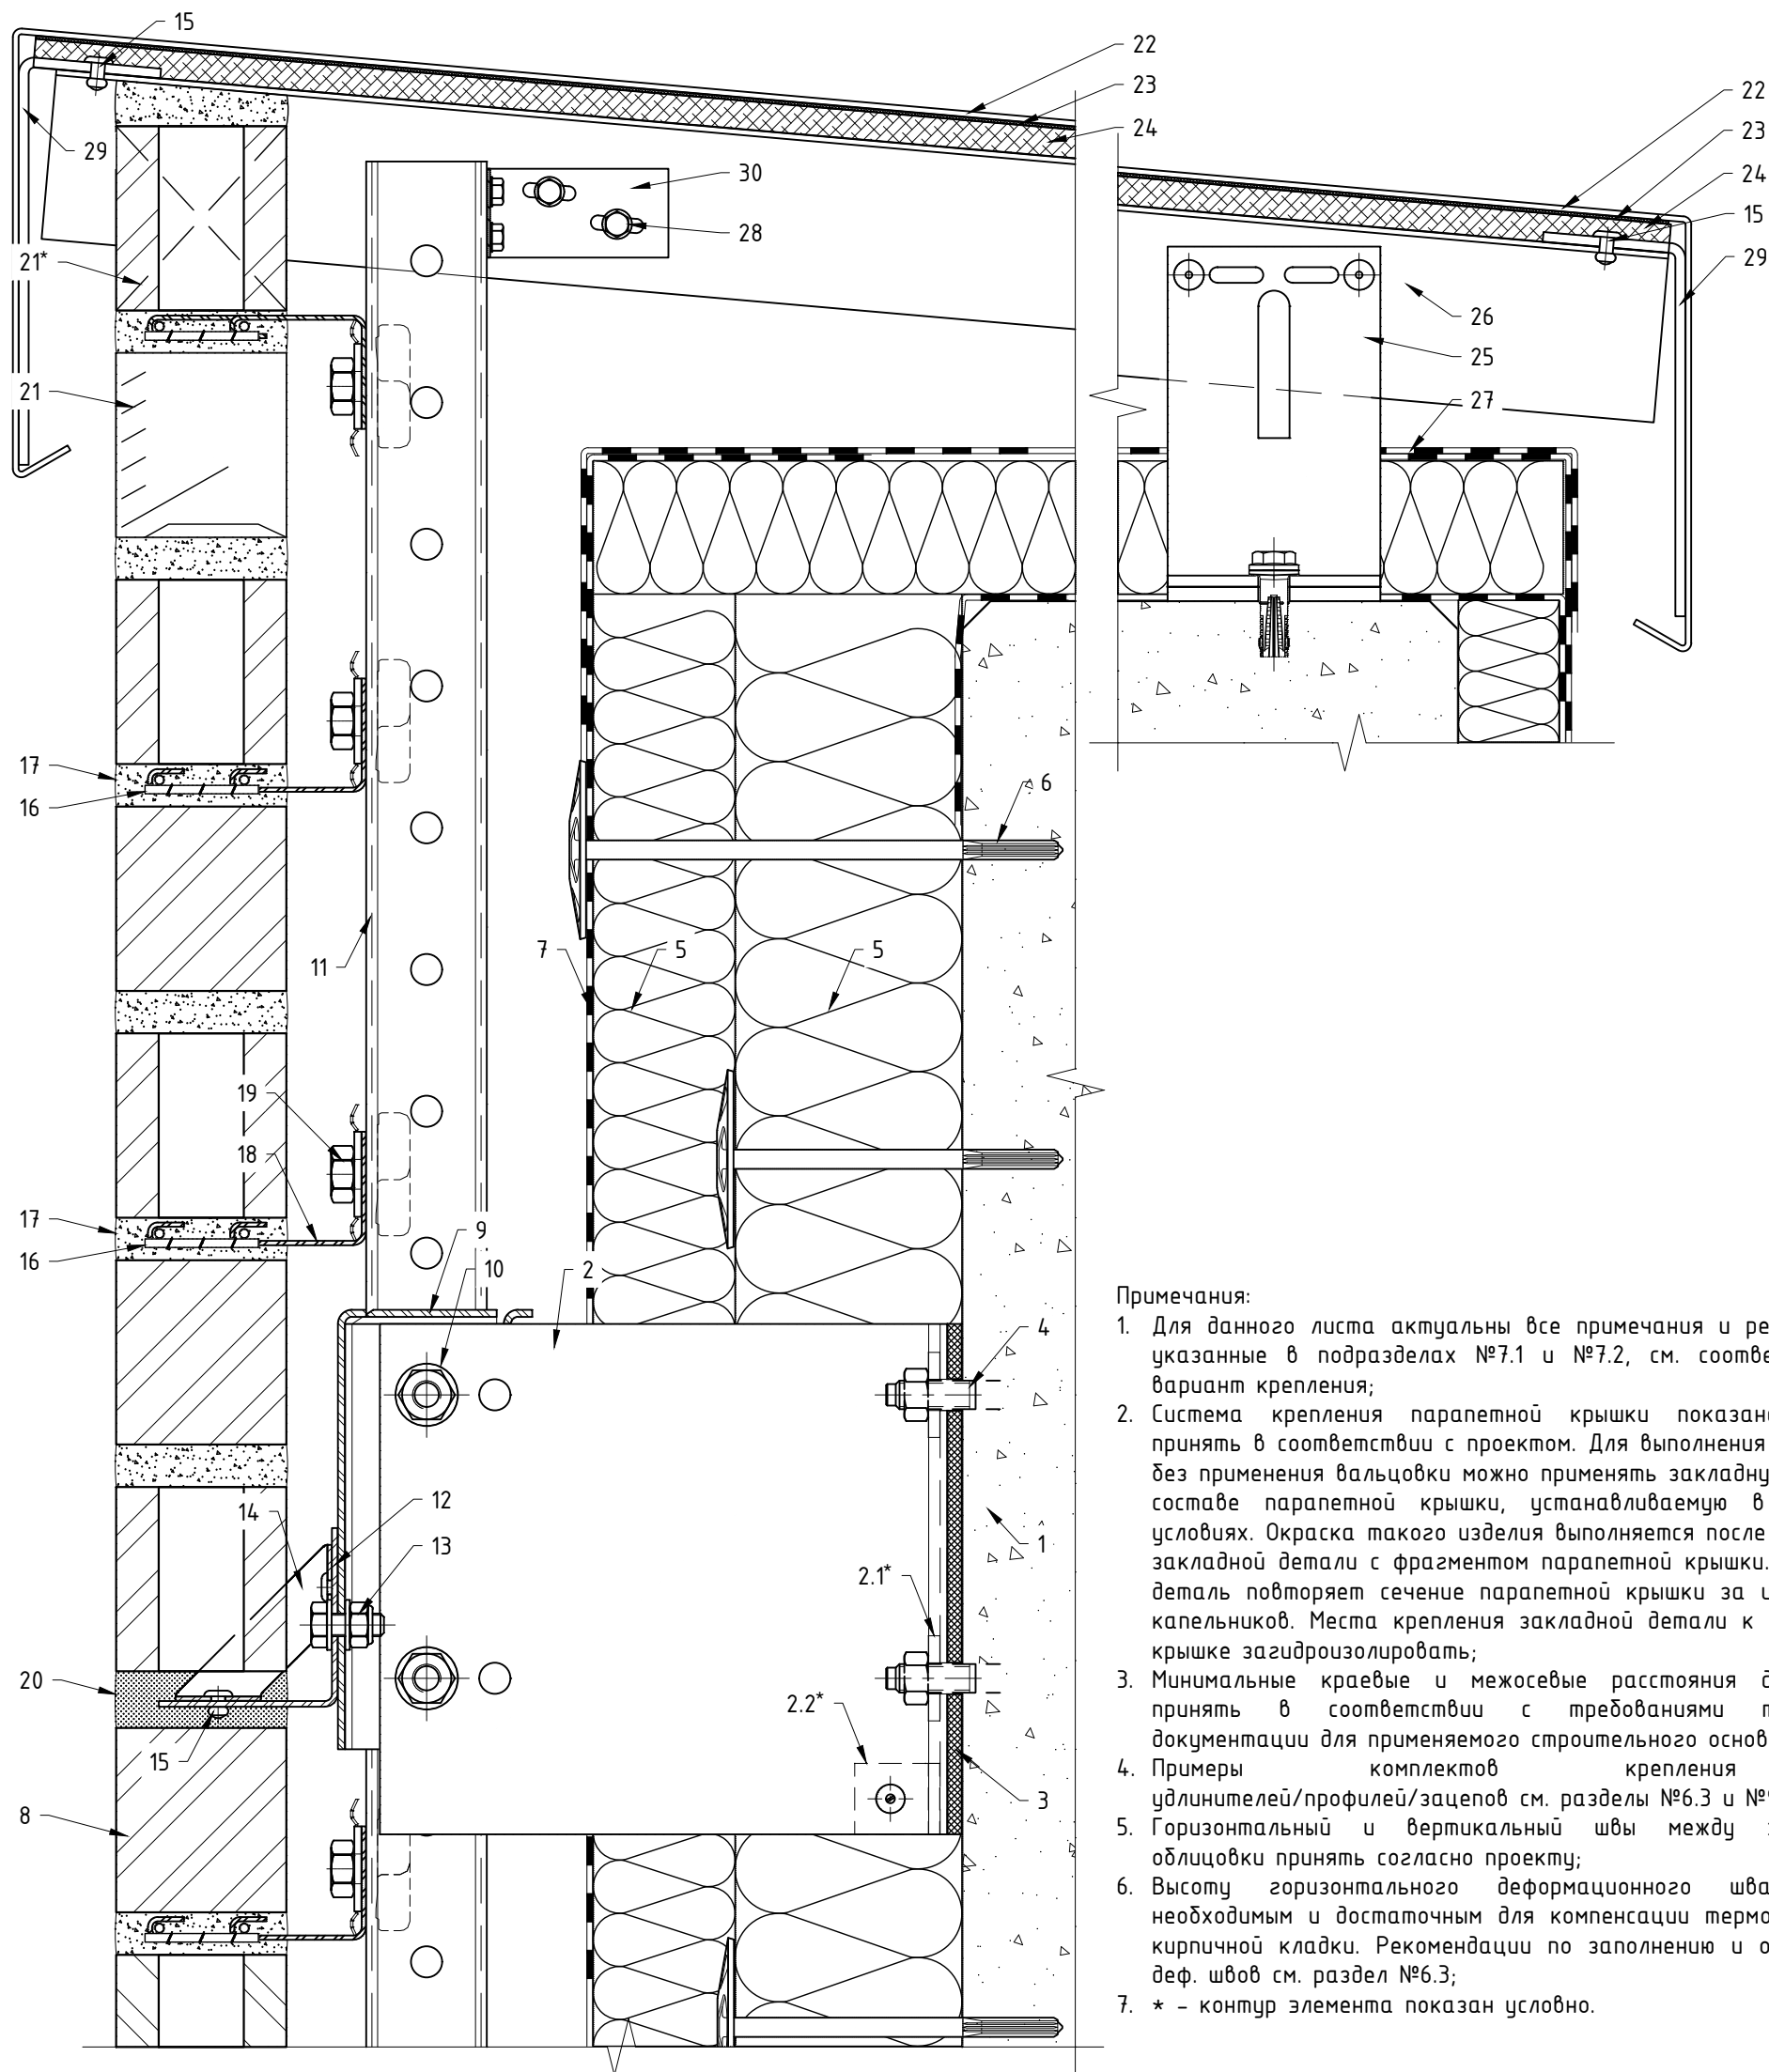 15
22
23
24
29
30
28
22
23
24
15
29
21*
26
25
21
27
17
16
6
7
5
5
11
19
18
17
16
9
10
2
4
14
12
13
1
2.1*
20
2.2*
15
3
8
Примечания:
1. Для данного листа актуальны все примечания и ре
указанные в подразделах №7.1 и №7.2, см. соотве
вариант крепления;
2. Система крепления парапетной крышки показан
принять в соответствии с проектом. Для выполнения
без применения вальцовки можно применять закладну
составе парапетной крышки, устанавливаемую в
условиях. Окраска такого изделия выполняется после
закладной детали с фрагментом парапетной крышки.
деталь повторяет сечение парапетной крышки за и
капельников. Места крепления закладной детали к
крышке загидроизолировать;
3. Минимальные краевые и межосевые расстояния д
принять в соответствии с требованиями т
документации для применяемого строительного основ
4. Примеры комплектов крепления
удлинителей/профилей/зацепов см. разделы №6.3 и №
5. Горизонтальный и вертикальный швы между
облицовки принять согласно проекту;
6. Высоту горизонтального деформационного шва
необходимым и достаточным для компенсации термо
кирпичной кладки. Рекомендации по заполнению и о
деф. швов см. раздел №6.3;
7. * - контур элемента показан условно.